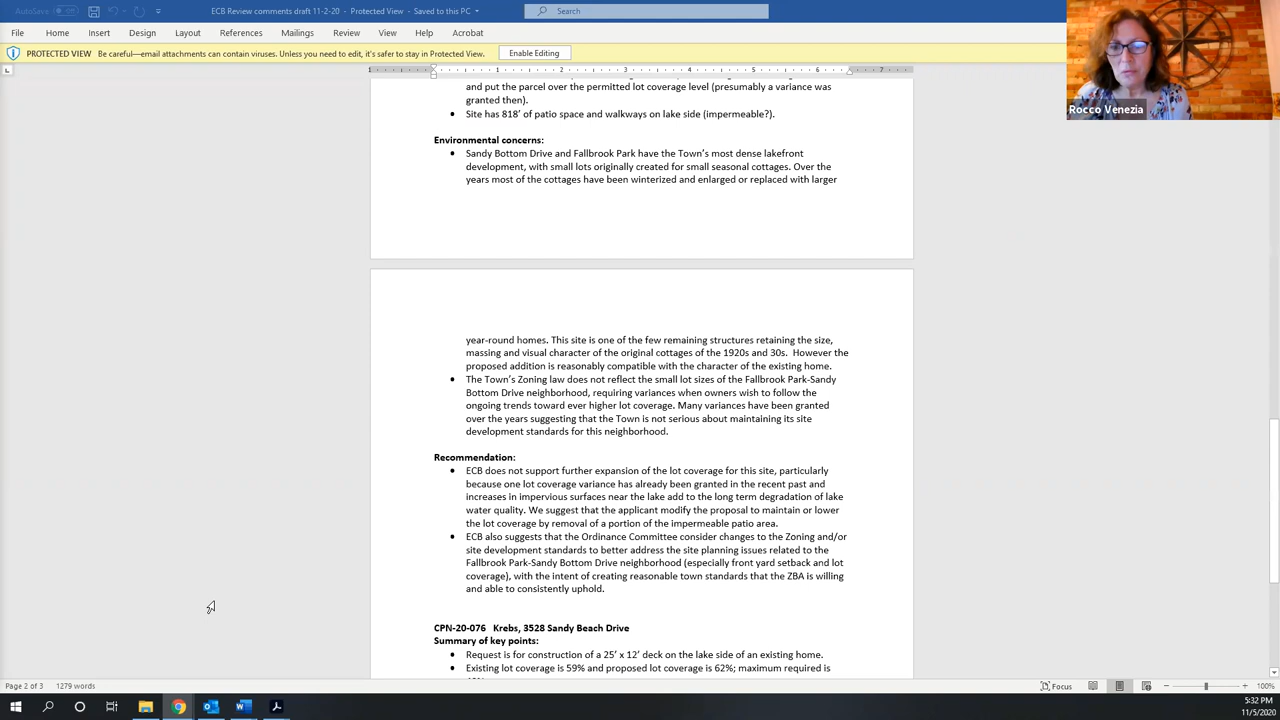 AutoSave Off ECB Review comments draft 11-2-20 - Protected View - Saved to this PC Search
File Home Insert Design Layout References Mailings Review View Help Acrobat
PROTECTED VIEW Be careful—email attachments can contain viruses. Unless you need to edit, it's safer to stay in Protected View. Enable Editing
1 1 2 3 4 5 6 7
and put the parcel over the permitted lot coverage level (presumably a variance was
granted then).
• Site has 818' of patio space and walkways on lake side (impermeable?).
Rocco Venezia
Environmental concerns:
• Sandy Bottom Drive and Fallbrook Park have the Town's most dense lakefront
development, with small lots originally created for small seasonal cottages. Over the
years most of the cottages have been winterized and enlarged or replaced with larger
year-round homes. This site is one of the few remaining structures retaining the size,
massing and visual character of the original cottages of the 1920s and 30s. However the
proposed addition is reasonably compatible with the character of the existing home.
• The Town's Zoning law does not reflect the small lot sizes of the Fallbrook Park-Sandy
Bottom Drive neighborhood, requiring variances when owners wish to follow the
ongoing trends toward ever higher lot coverage. Many variances have been granted
over the years suggesting that the Town is not serious about maintaining its site
development standards for this neighborhood.
Recommendation:
• ECB does not support further expansion of the lot coverage for this site, particularly
because one lot coverage variance has already been granted in the recent past and
increases in impervious surfaces near the lake add to the long term degradation of lake
water quality. We suggest that the applicant modify the proposal to maintain or lower
the lot coverage by removal of a portion of the impermeable patio area.
• ECB also suggests that the Ordinance Committee consider changes to the Zoning and/or
site development standards to better address the site planning issues related to the
Fallbrook Park-Sandy Bottom Drive neighborhood (especially front yard setback and lot
coverage), with the intent of creating reasonable town standards that the ZBA is willing
and able to consistently uphold.
CPN-20-076 Krebs, 3528 Sandy Beach Drive
Summary of key points:
• Request is for construction of a 25' x 12' deck on the lake side of an existing home.
• Existing lot coverage is 59% and proposed lot coverage is 62%; maximum required is
Page 2 of 3 1279 words Focus 100%
5:32 PM
11/5/2020